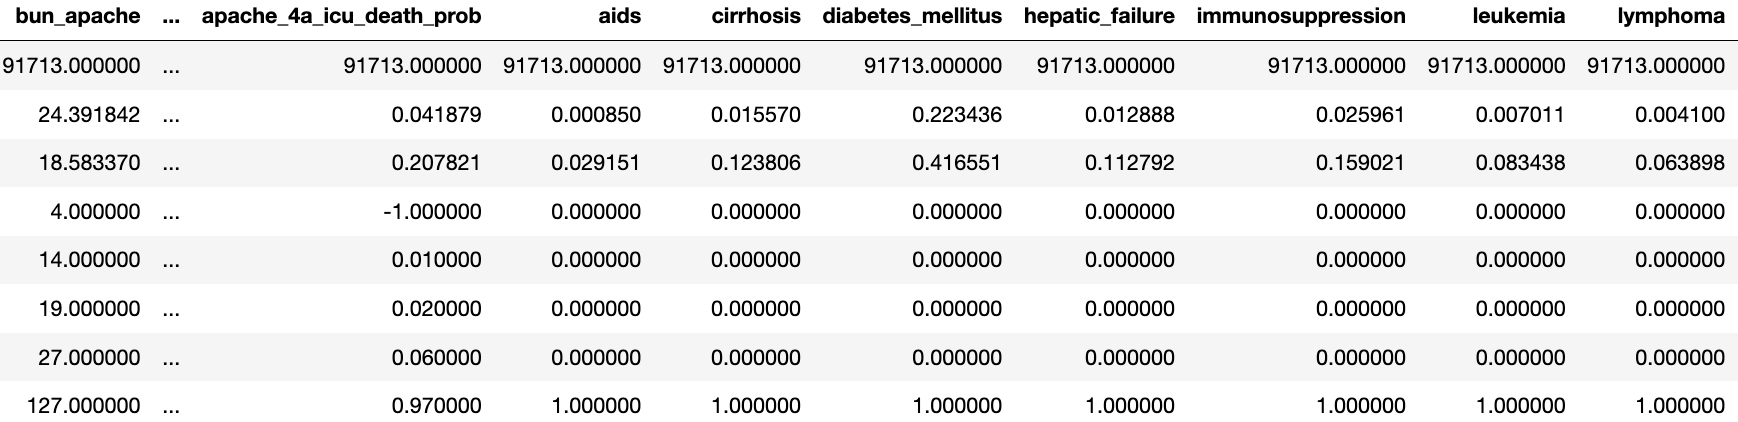 bun_apache ... apache_4a_icu_death_prob aids cirrhosis diabetes_mellitus hepatic_failure immunosuppression leukemia lymphoma
91713.000000 ... 91713.000000 91713.000000 91713.000000 91713.000000 91713.000000 91713.000000 91713.000000 91713.000000
24.391842 ... 0.041879 0.000850 0.015570 0.223436 0.012888 0.025961 0.007011 0.004100
18.583370 ... 0.207821 0.029151 0.123806 0.416551 0.112792 0.159021 0.083438 0.063898
4.000000 ... -1.000000 0.000000 0.000000 0.000000 0.000000 0.000000 0.000000 0.000000
14.000000 ... 0.010000 0.000000 0.000000 0.000000 0.000000 0.000000 0.000000 0.000000
19.000000 ... 0.020000 0.000000 0.000000 0.000000 0.000000 0.000000 0.000000 0.000000
27.000000 ... 0.060000 0.000000 0.000000 0.000000 0.000000 0.000000 0.000000 0.000000
127.000000 ... 0.970000 1.000000 1.000000 1.000000 1.000000 1.000000 1.000000 1.000000